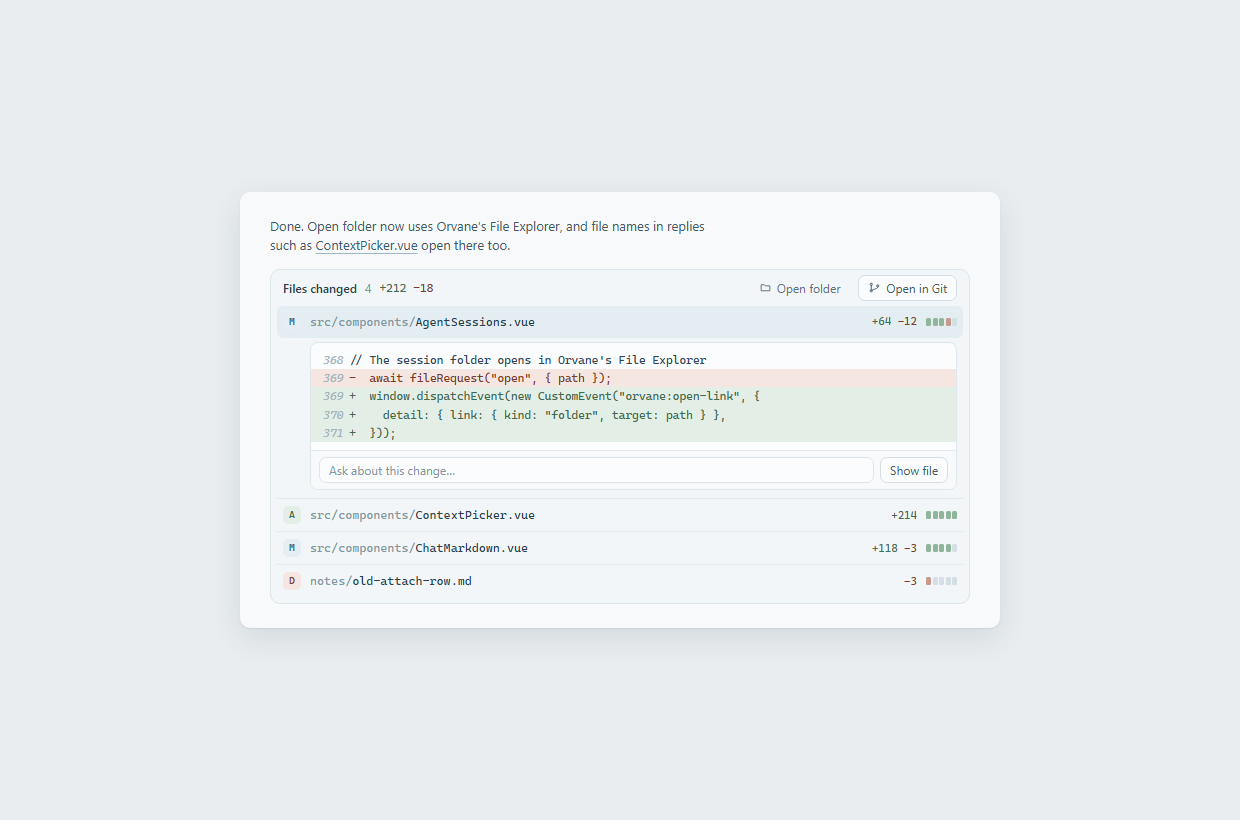 Done. Open folder now uses Orvane's File Explorer, and file names in replies
such as ContextPicker.vue open there too.
Files changed 4 +212 −18 Open folder Open in Git
M src/components/AgentSessions.vue +64 −12
368 // The session folder opens in Orvane's File Explorer
369 − await fileRequest("open", { path });
369 + window.dispatchEvent(new CustomEvent("orvane:open-link", {
370 + detail: { link: { kind: "folder", target: path } },
371 + }));
Ask about this change… Show file
A src/components/ContextPicker.vue +214
M src/components/ChatMarkdown.vue +118 −3
D notes/old-attach-row.md −3